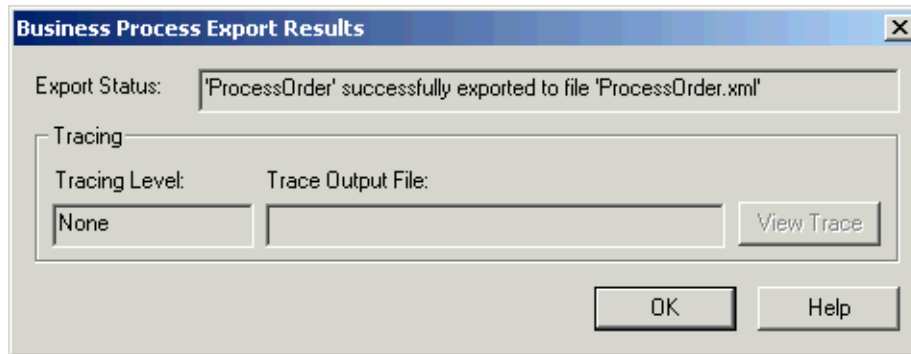 Business Process Export Results
Export Status: 'ProcessOrder' successfully exported to file 'ProcessOrder.xml'
Tracing
Tracing Level: Trace Output File:
None View Trace
OK Help